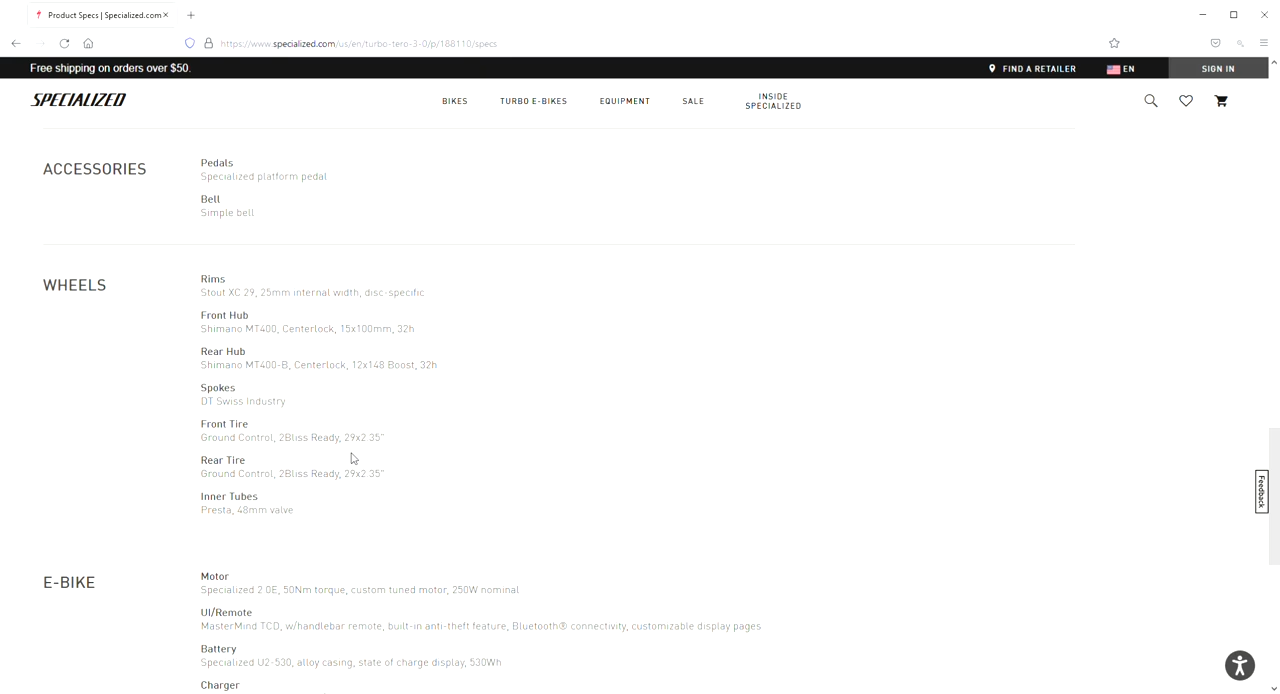 Product Specs | Specialized.com
https://www.specialized.com/us/en/turbo-tero-3-0/p/188110/specs
Free shipping on orders over $50.
FIND A RETAILER
EN
SIGN IN
SPECIALIZED
BIKES
TURBO E-BIKES
EQUIPMENT
SALE
INSIDE
SPECIALIZED
ACCESSORIES
Pedals
Specialized platform pedal
Bell
Simple bell
WHEELS
Rims
Stout XC 29, 25mm internal width, disc-specific
Front Hub
Shimano MT400, Centerlock, 15x100mm, 32h
Rear Hub
Shimano MT400-B, Centerlock, 12x148 Boost, 32h
Spokes
DT Swiss Industry
Front Tire
Ground Control, 2Bliss Ready, 29x2.35"
Rear Tire
Ground Control, 2Bliss Ready, 29x2.35"
Inner Tubes
Presta, 48mm valve
Feedback
E-BIKE
Motor
Specialized 2.0E, 50Nm torque, custom tuned motor, 250W nominal
UI/Remote
MasterMind TCD, w/handlebar remote, built-in anti-theft feature, Bluetooth® connectivity, customizable display pages
Battery
Specialized U2-530, alloy casing, state of charge display, 530Wh
Charger